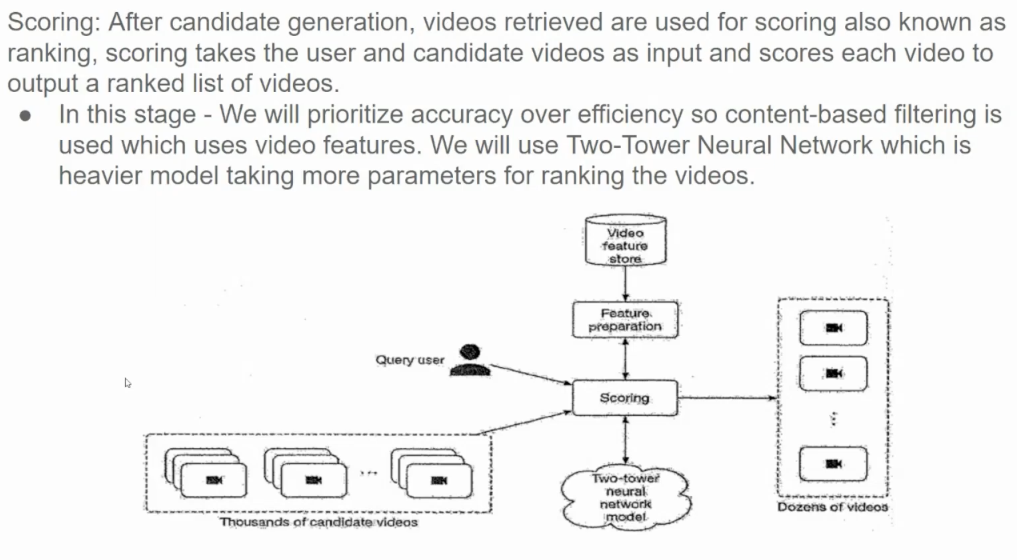 Scoring: After candidate generation, videos retrieved are used for scoring also known as
ranking, scoring takes the user and candidate videos as input and scores each video to
output a ranked list of videos.
● In this stage - We will prioritize accuracy over efficiency so content-based filtering is
used which uses video features. We will use Two-Tower Neural Network which is
heavier model taking more parameters for ranking the videos.
Video
feature
store
Feature
preparation
Query user
Scoring
Two-tower
neural
network
model
Thousands of candidate videos
Dozens of videos